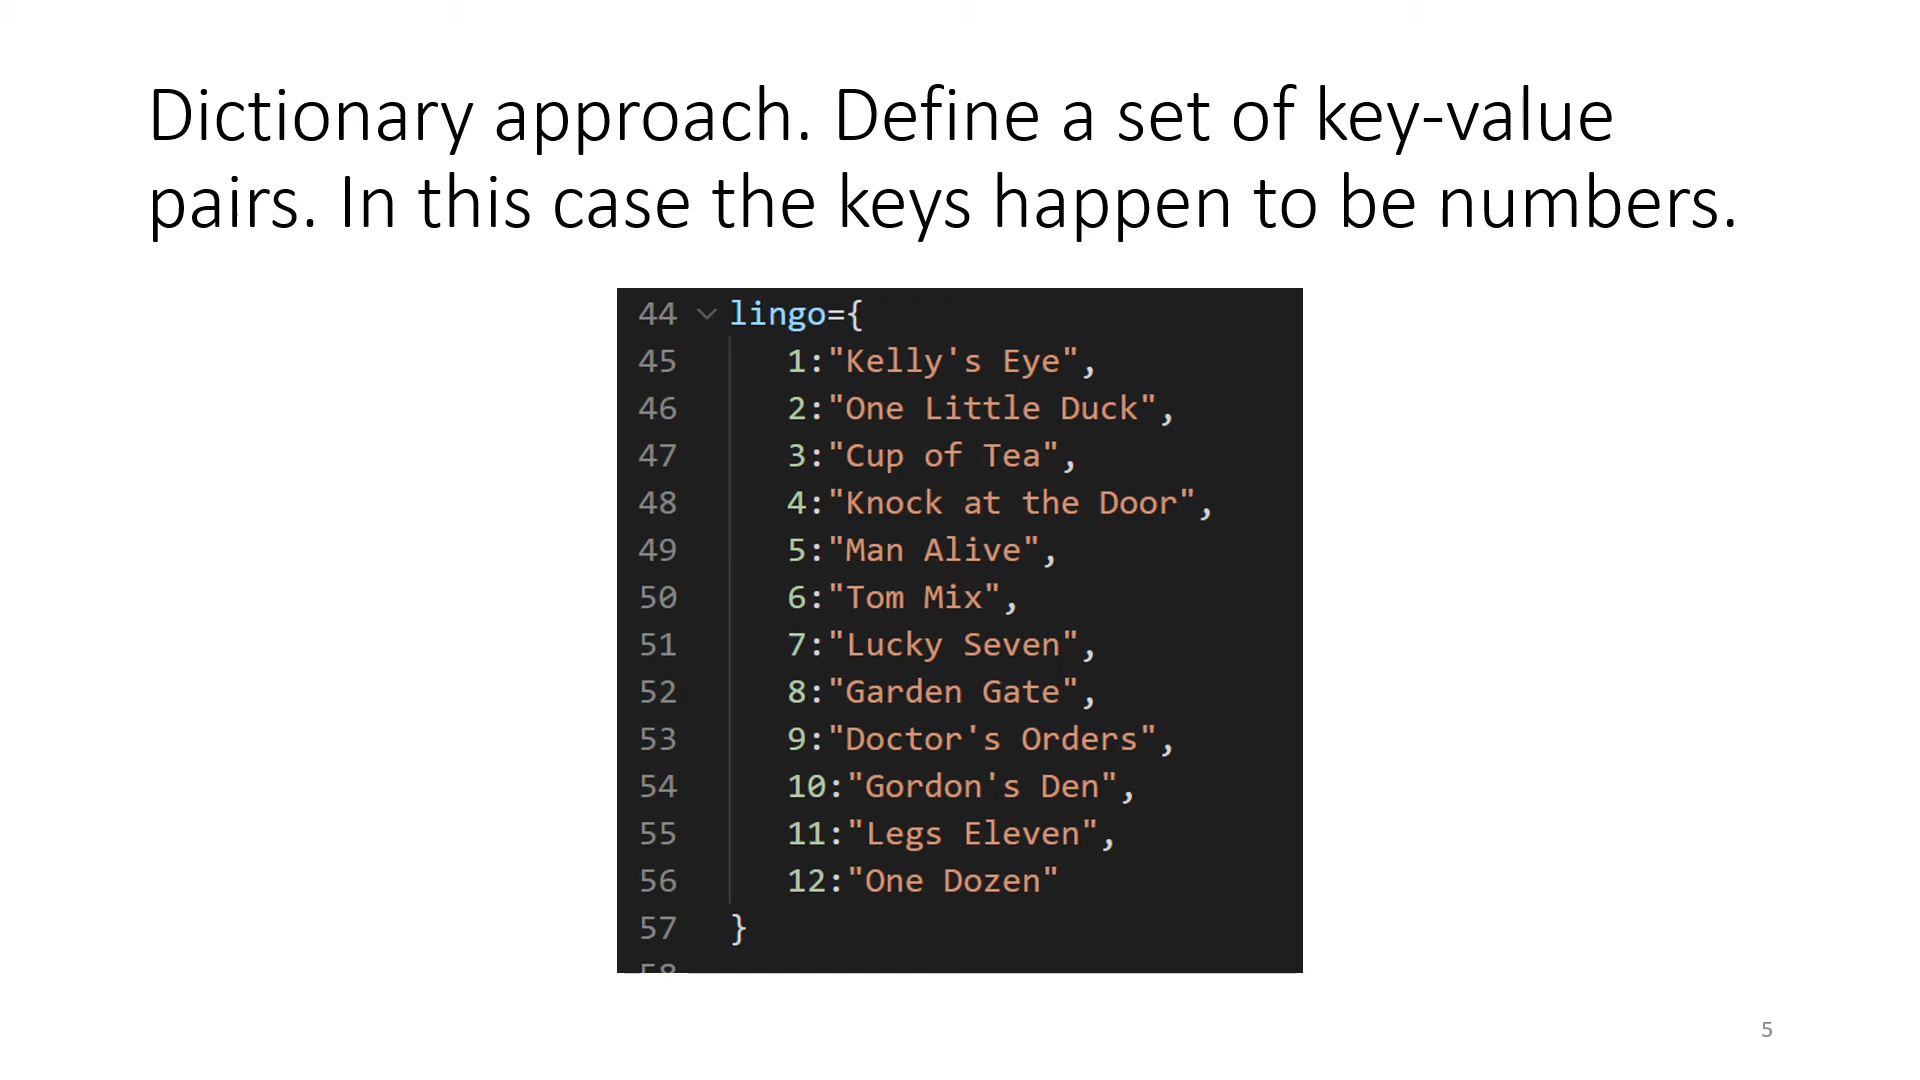 Dictionary approach. Define a set of key-value
pairs. In this case the keys happen to be numbers.
44 lingo={
45 1:"Kelly's Eye",
46 2:"One Little Duck",
47 3:"Cup of Tea",
48 4:"Knock at the Door",
49 5:"Man Alive",
50 6:"Tom Mix",
51 7:"Lucky Seven",
52 8:"Garden Gate",
53 9:"Doctor's Orders",
54 10:"Gordon's Den",
55 11:"Legs Eleven",
56 12:"One Dozen"
57 }
58
5